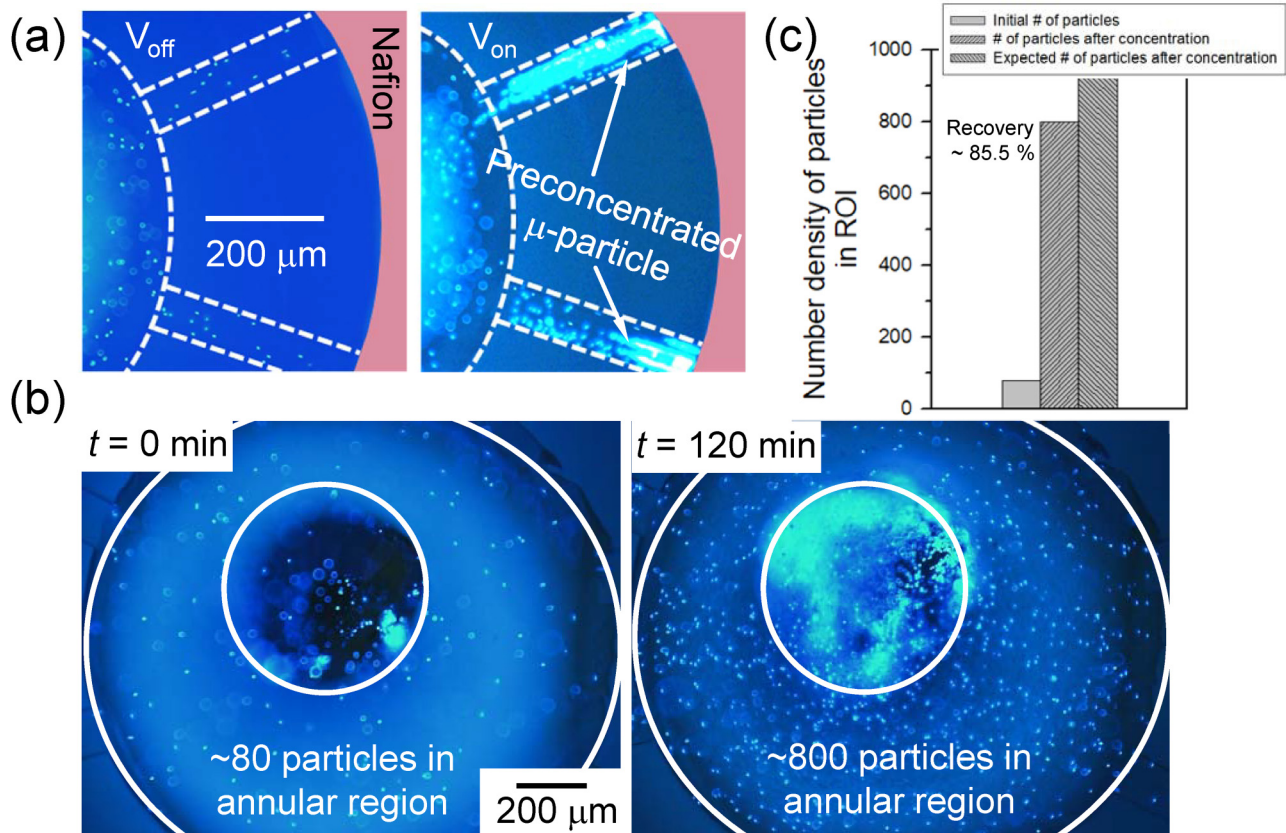 (a)
V_off
200 μm
Nafion
V_on
Preconcentrated
μ-particle
(c)
Initial # of particles
# of particles after concentration
Expected # of particles after concentration
1000
800
600
400
200
0
Number density of particles
in ROI
Recovery
~ 85.5 %
(b)
t = 0 min
~80 particles in
annular region
200 μm
t = 120 min
~800 particles in
annular region